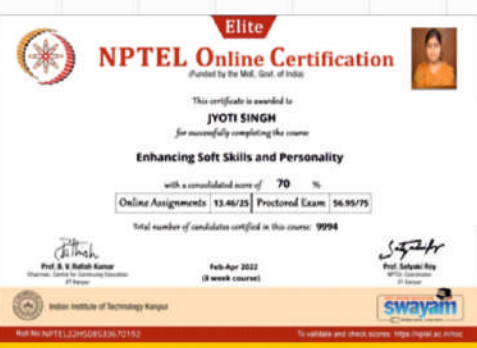 Elite
NPTEL Online Certification
(Funded by the MoE, Govt. of India)
This certificate is awarded to
JYOTI SINGH
for successfully completing the course
Enhancing Soft Skills and Personality
with a consolidated score of 70 %
Online Assignments 13.46/25 Proctored Exam 56.95/75
Total number of candidates certified in this course: 9994
Prof. B. V. Ratish Kumar
Chairman, Centre for Continuing Education
IIT Kanpur
Feb-Apr 2022
(8 week course)
Prof. Satyaki Roy
NPTEL Coordinator
IIT Kanpur
Indian Institute of Technology Kanpur
swayam
Roll No: NPTEL22HS08S33670192
To validate and check scores: https://nptel.ac.in/noc